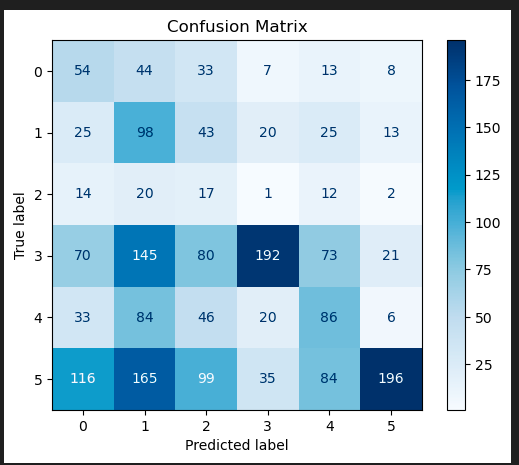 Confusion Matrix
0 54 44 33 7 13 8
175
1 25 98 43 20 25 13
150
125
2 14 20 17 1 12 2
True label
100
3 70 145 80 192 73 21
75
4 33 84 46 20 86 6
50
5 116 165 99 35 84 196
25
0 1 2 3 4 5
Predicted label